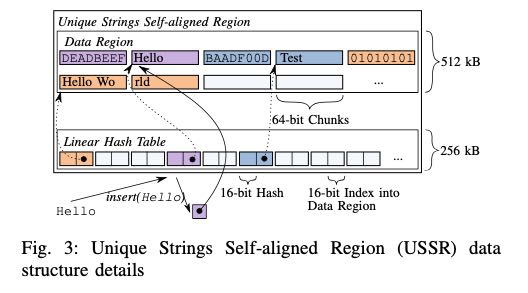 Unique Strings Self-aligned Region
Data Region
DEADBEEF Hello BAADF00D Test 01010101
512 kB
Hello Wo rld ...
64-bit Chunks
Linear Hash Table
256 kB
...
insert(Hello)
16-bit Hash
16-bit Index into
Data Region
Hello
Fig. 3: Unique Strings Self-aligned Region (USSR) data
structure details